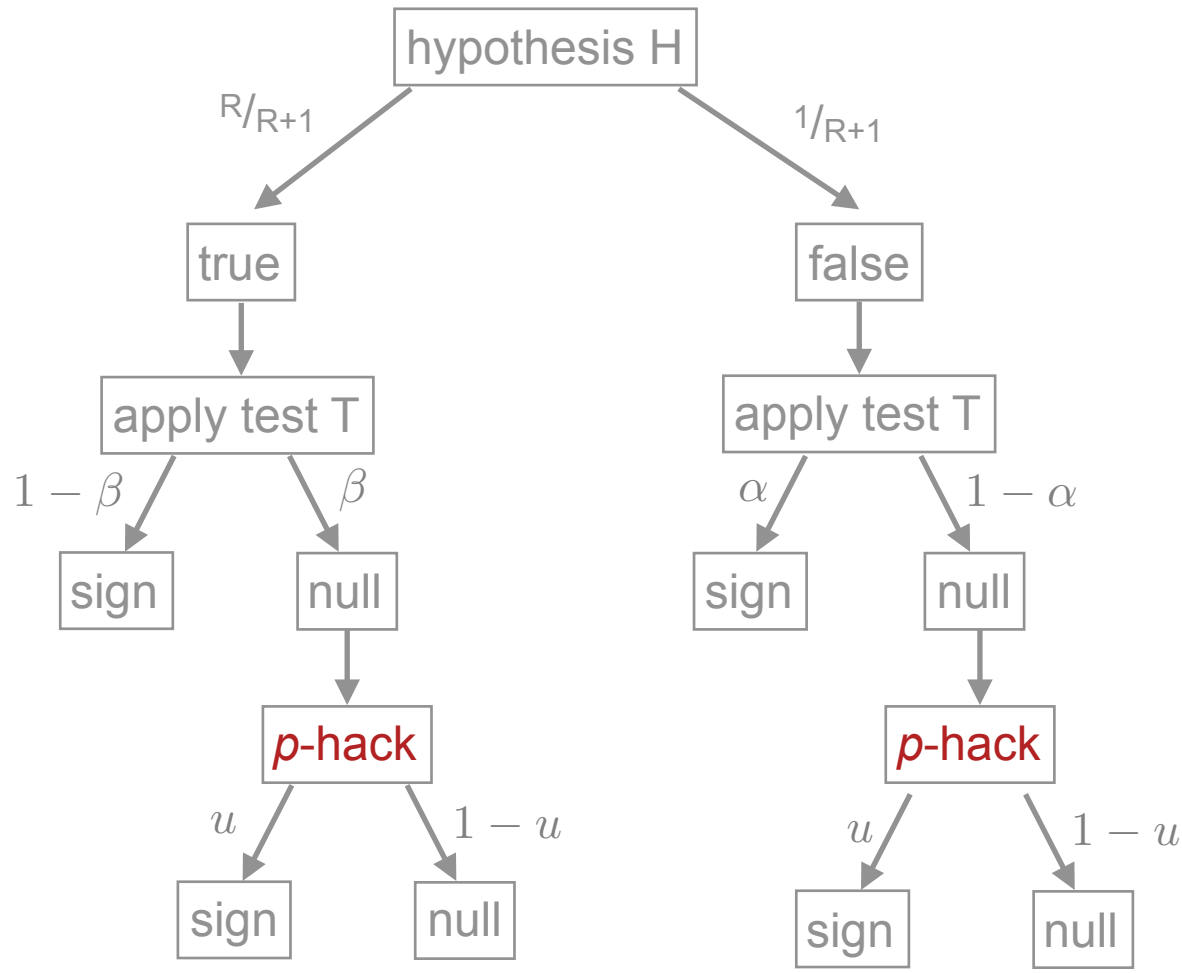 hypothesis H
R/R+1
1/R+1
true
false
apply test T
apply test T
1 − β
β
α
1 − α
sign
null
sign
null
p-hack
p-hack
u
1 − u
u
1 − u
sign
null
sign
null